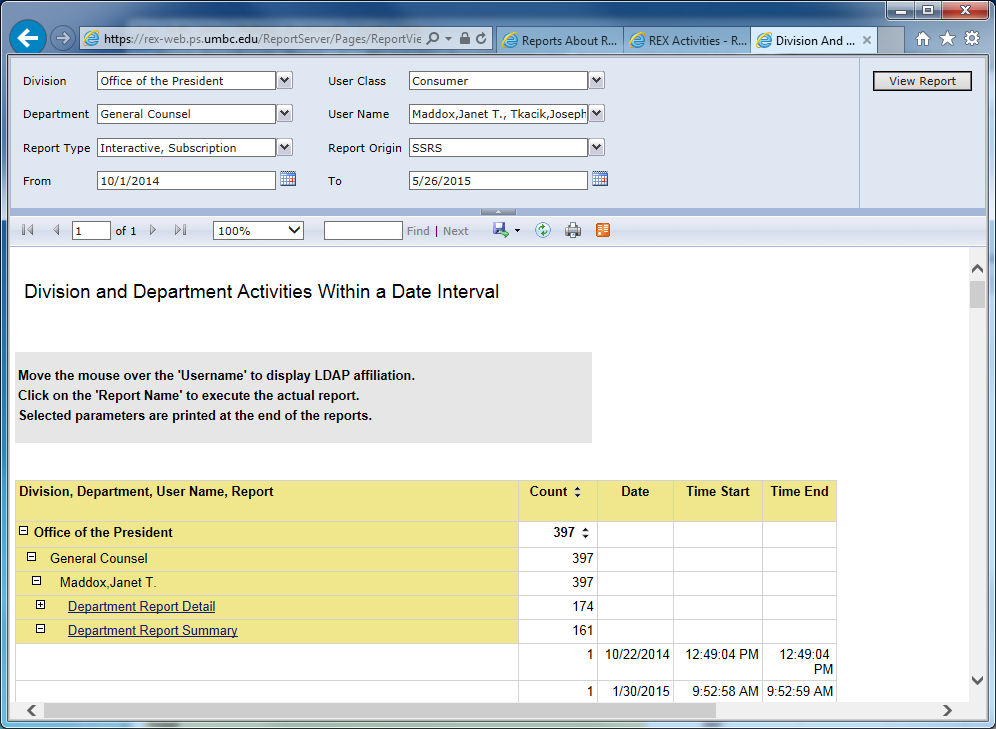 https://rex-web.ps.umbc.edu/ReportServer/Pages/ReportVie
Reports About R...
REX Activities - R...
Division And ...
Division
Office of the President
User Class
Consumer
View Report
Department
General Counsel
User Name
Maddox,Janet T., Tkacik,Joseph
Report Type
Interactive, Subscription
Report Origin
SSRS
From
10/1/2014
To
5/26/2015
1 of 1
100%
Find | Next
Division and Department Activities Within a Date Interval
Move the mouse over the 'Username' to display LDAP affiliation.
Click on the 'Report Name' to execute the actual report.
Selected parameters are printed at the end of the reports.
Division, Department, User Name, Report Count Date Time Start Time End
Office of the President 397
General Counsel 397
Maddox,Janet T. 397
Department Report Detail 174
Department Report Summary 161
1 10/22/2014 12:49:04 PM 12:49:04
PM
1 1/30/2015 9:52:58 AM 9:52:59 AM